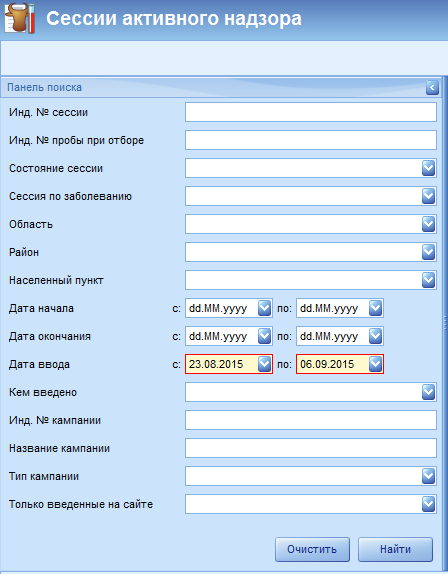 Сессии активного надзора
Панель поиска
Инд. № сессии
Инд. № пробы при отборе
Состояние сессии
Сессия по заболеванию
Область
Район
Населенный пункт
Дата начала с: dd.MM.yyyy по: dd.MM.yyyy
Дата окончания с: dd.MM.yyyy по: dd.MM.yyyy
Дата ввода с: 23.08.2015 по: 06.09.2015
Кем введено
Инд. № кампании
Название кампании
Тип кампании
Только введенные на сайте
Очистить Найти